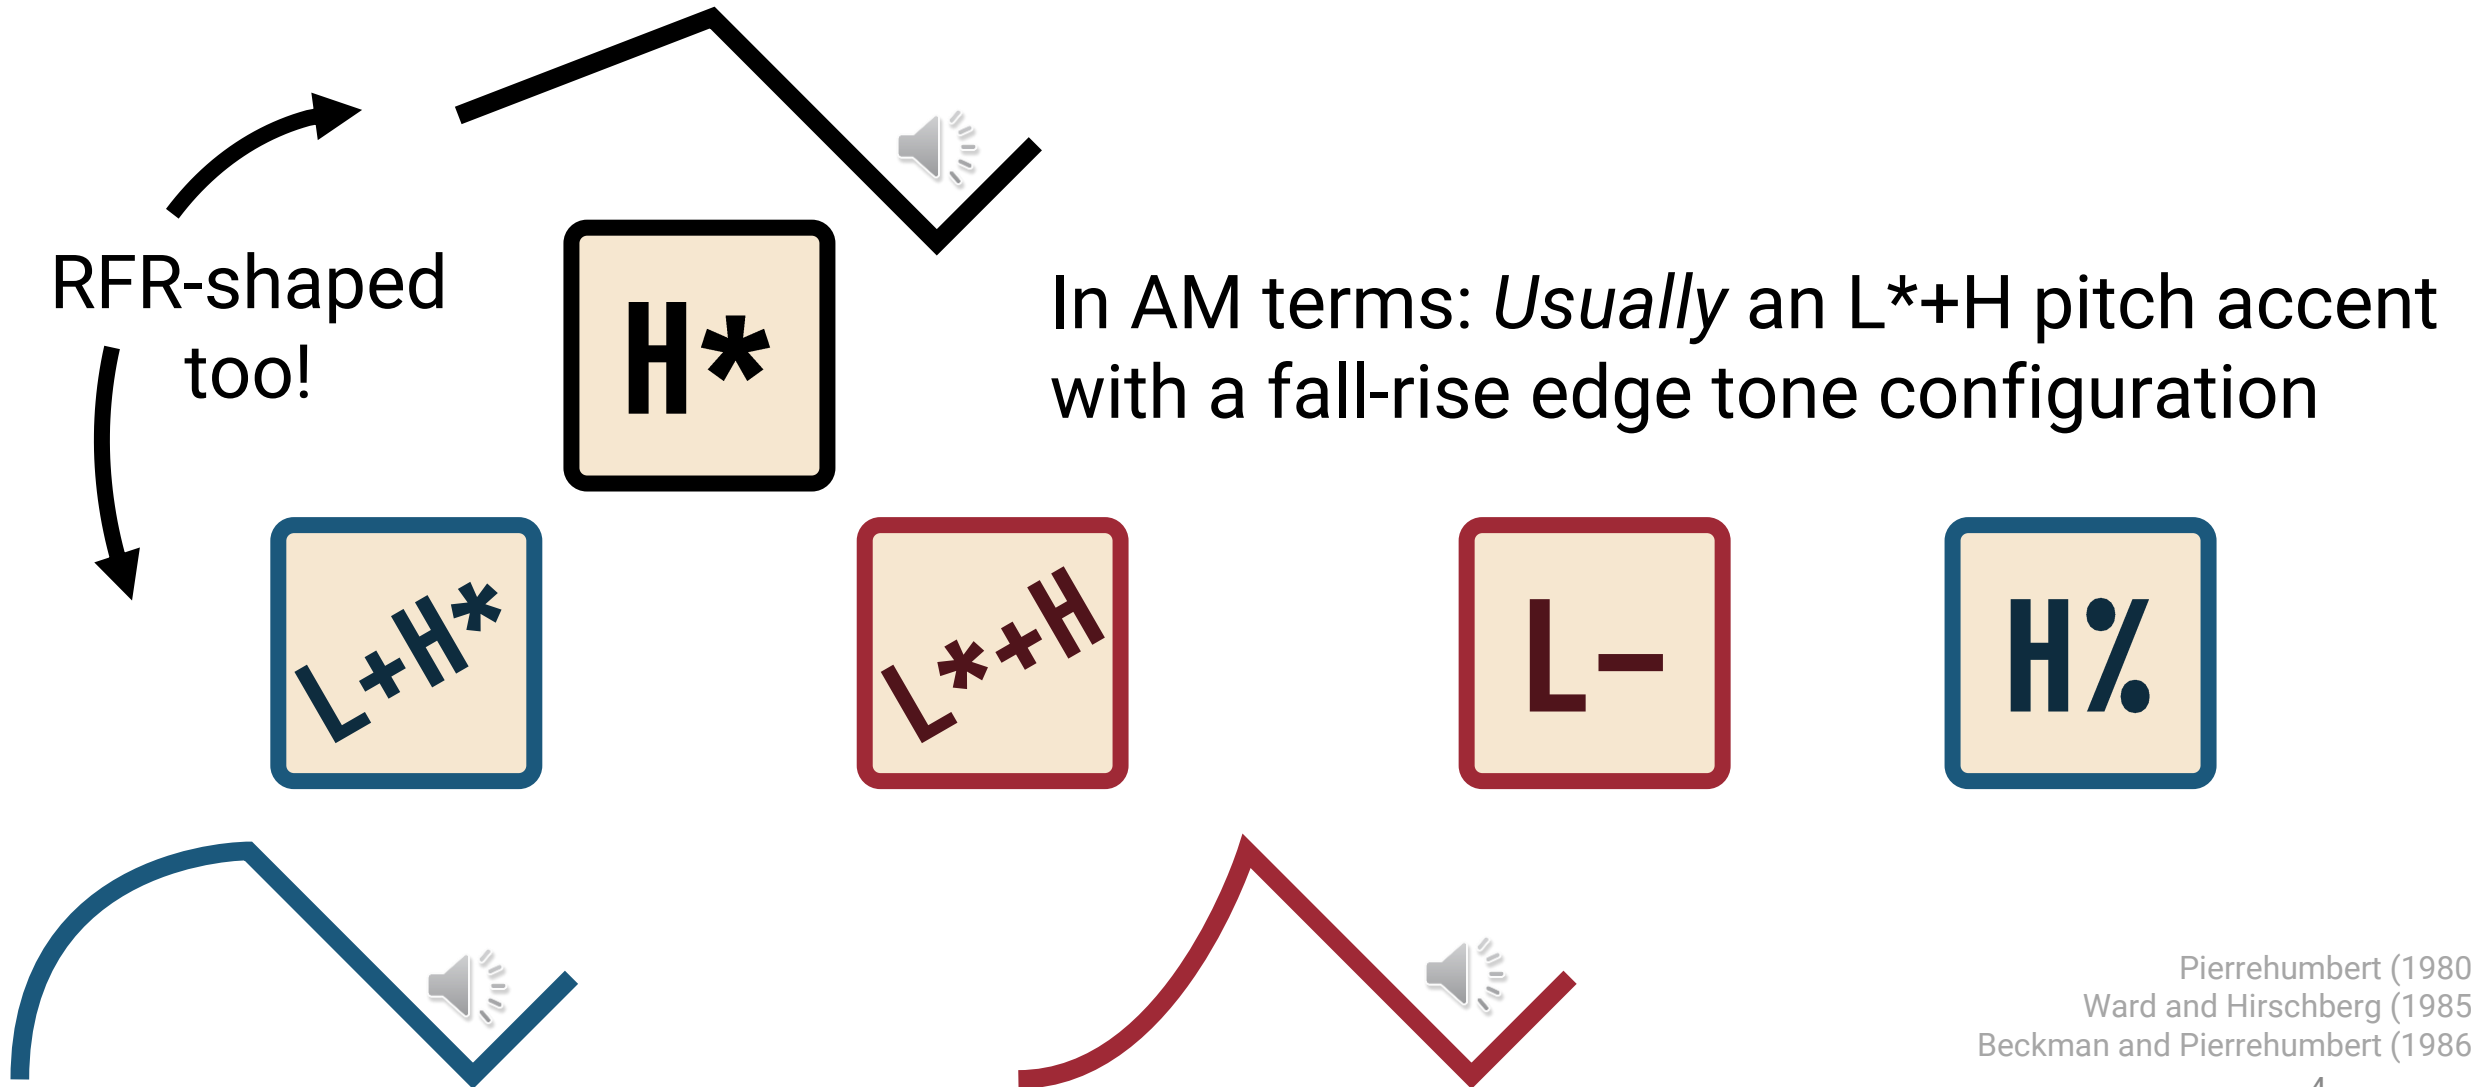 RFR-shaped
too!
H*
In AM terms: Usually an L*+H pitch accent
with a fall-rise edge tone configuration
L+H*
L*+H
L-
H%
Pierrehumbert (1980
Ward and Hirschberg (1985
Beckman and Pierrehumbert (1986